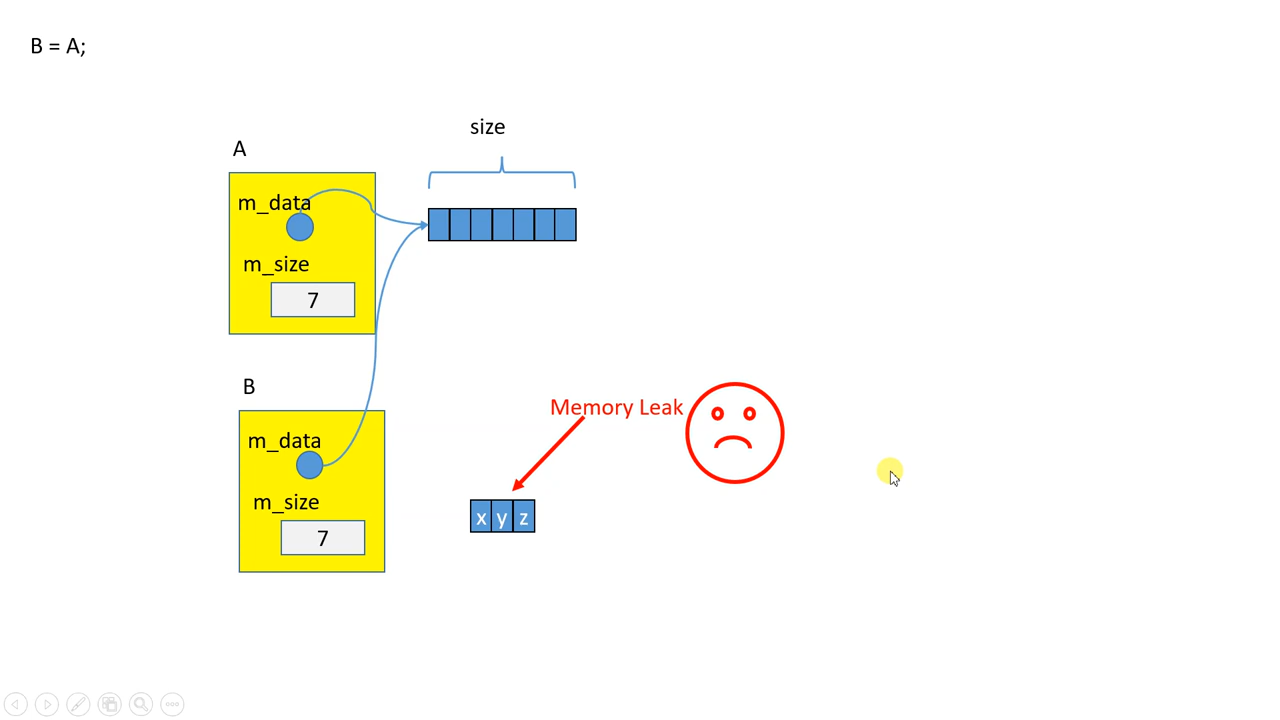 B = A;
size
A
m_data
m_size
7
B
m_data
m_size
7
Memory Leak
x y z